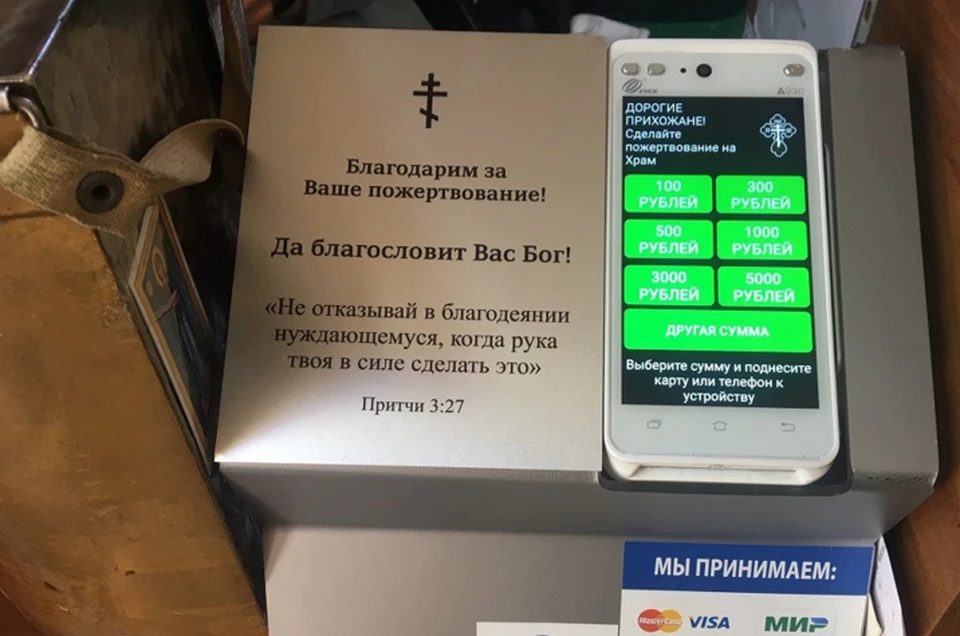 Благодарим за
Ваше пожертвование!
Да благословит Вас Бог!
«Не отказывай в благодеянии
нуждающемуся, когда рука
твоя в силе сделать это»
Притчи 3:27
PAX
A930
ДОРОГИЕ
ПРИХОЖАНЕ!
Сделайте
пожертвование на
Храм
100
РУБЛЕЙ
300
РУБЛЕЙ
500
РУБЛЕЙ
1000
РУБЛЕЙ
3000
РУБЛЕЙ
5000
РУБЛЕЙ
ДРУГАЯ СУММА
Выберите сумму и поднесите
карту или телефон к
устройству
МЫ ПРИНИМАЕМ:
MasterCard VISA МИР